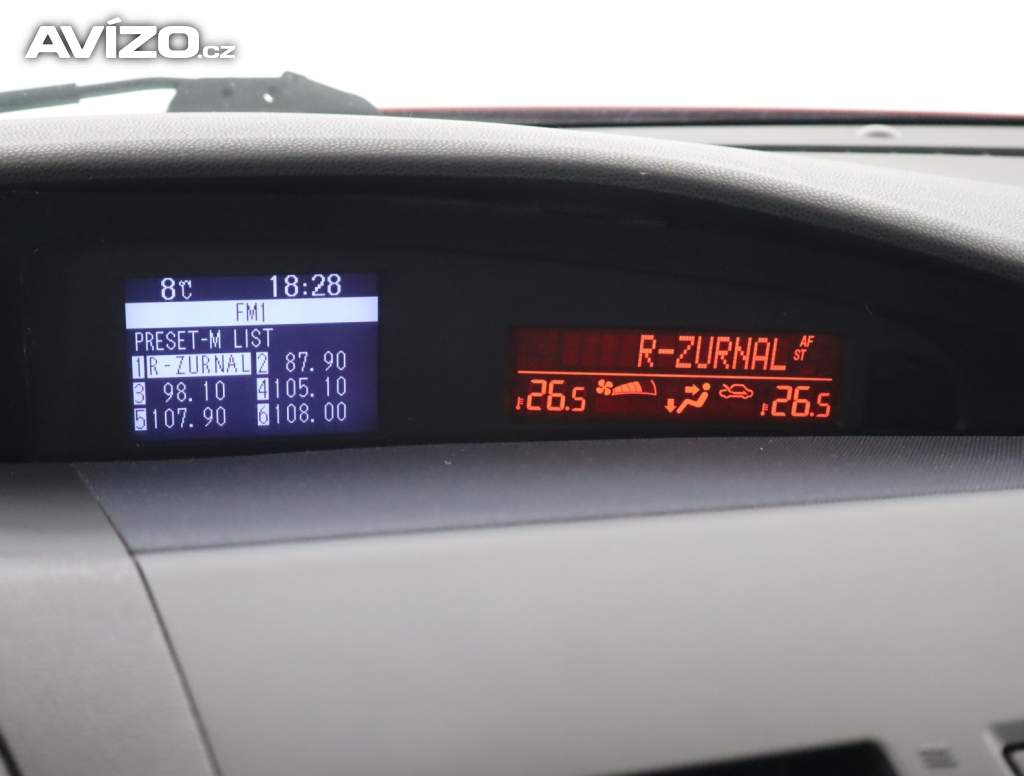 AVÍZO.cz
8℃ 18:28
FM1
PRESET-M LIST
1 R-ZURNAL 2 87.90
3 98.10 4 105.10
5 107.90 6 108.00
R-ZURNAL AF
ST
26.5 26.5